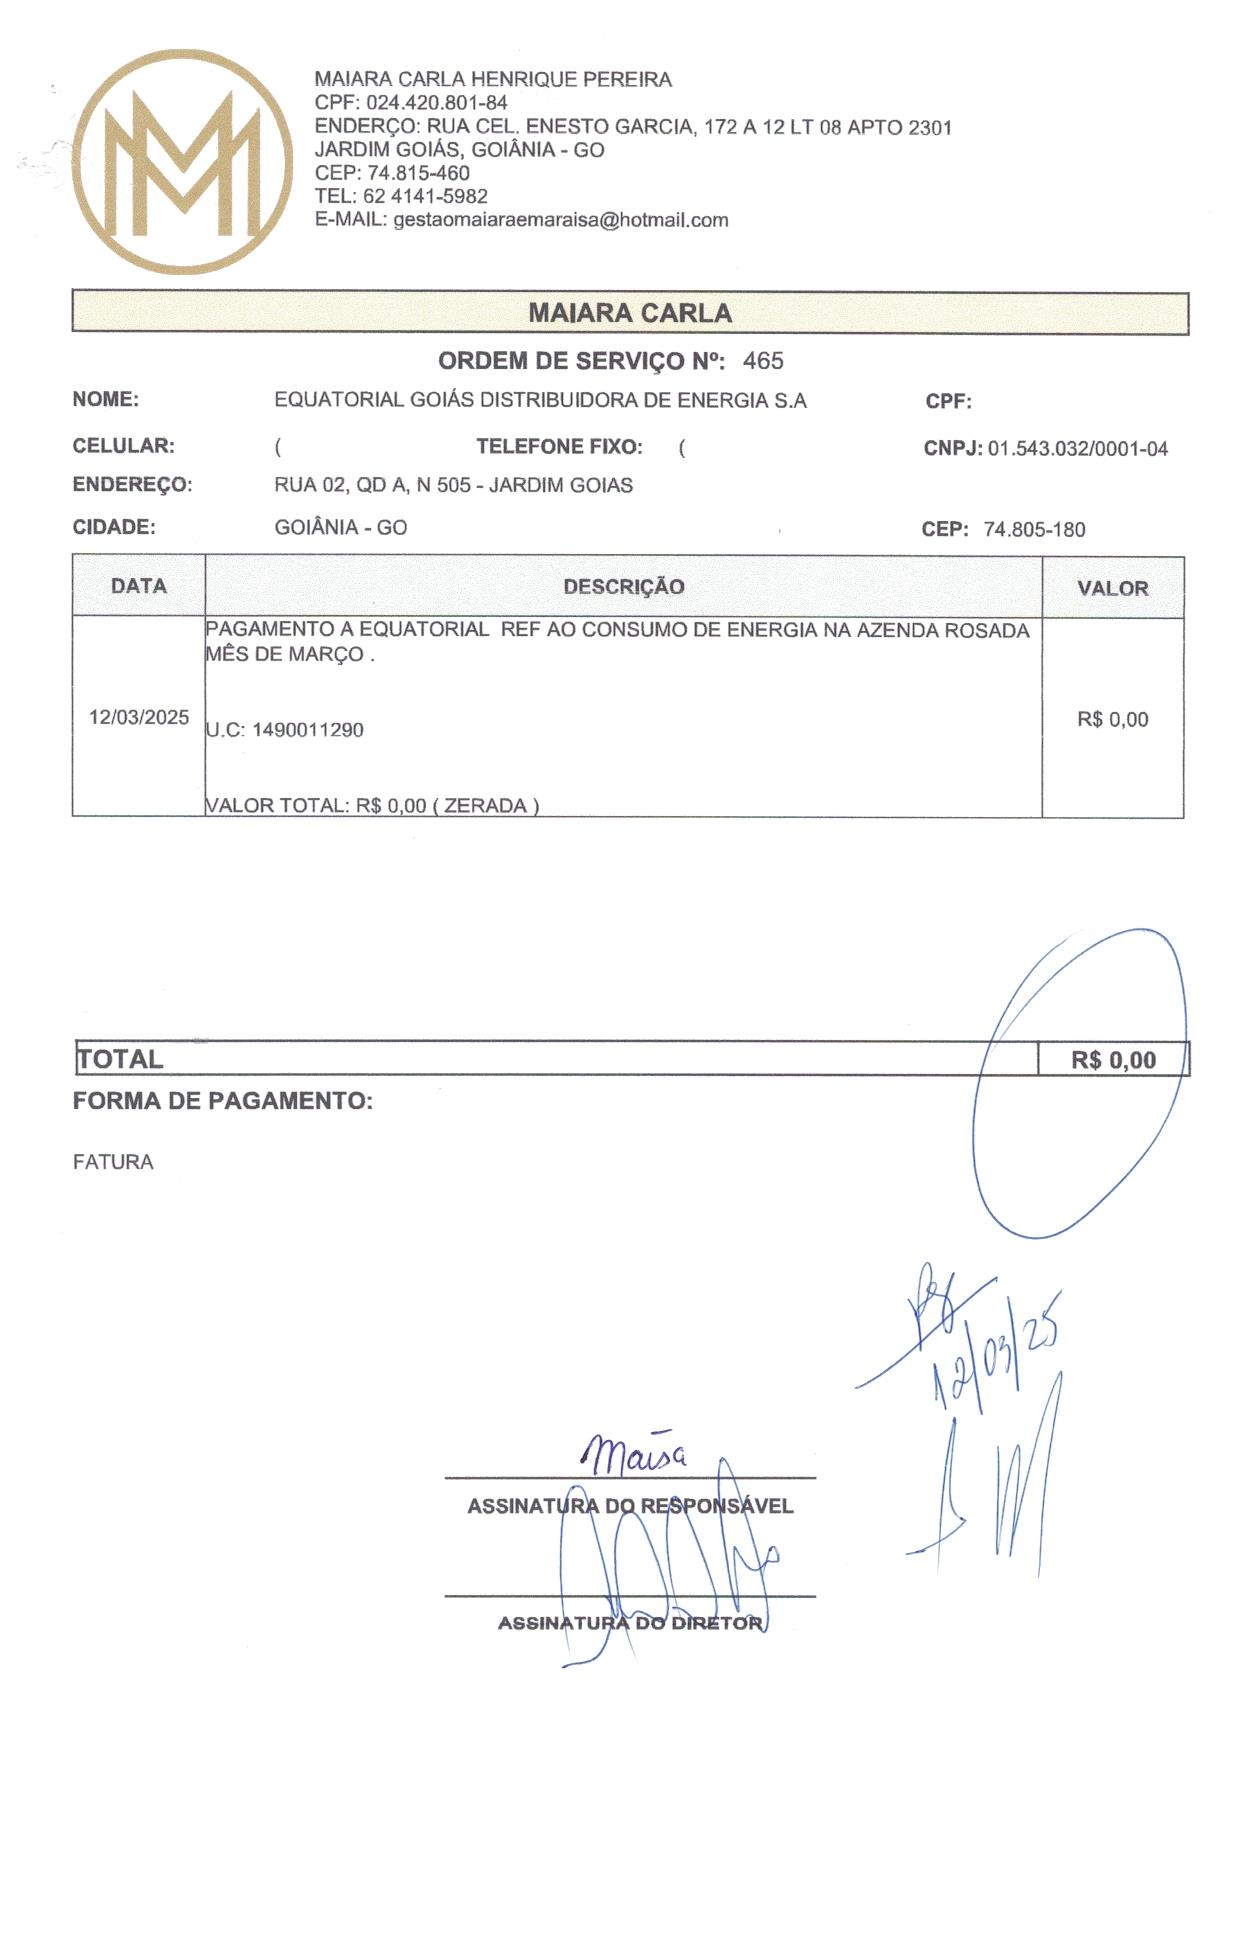 MAIARA CARLA HENRIQUE PEREIRA
CPF: 024.420.801-84
ENDERÇO: RUA CEL. ENESTO GARCIA, 172 A 12 LT 08 APTO 2301
JARDIM GOIÁS, GOIÂNIA - GO
CEP: 74.815-460
TEL: 62 4141-5982
E-MAIL: gestaomaiaraemaraisa@hotmail.com
MAIARA CARLA
ORDEM DE SERVIÇO Nº: 465
NOME: EQUATORIAL GOIÁS DISTRIBUIDORA DE ENERGIA S.A CPF:
CELULAR: ( TELEFONE FIXO: ( CNPJ: 01.543.032/0001-04
ENDEREÇO: RUA 02, QD A, N 505 - JARDIM GOIAS
CIDADE: GOIÂNIA - GO CEP: 74.805-180
DATA DESCRIÇÃO VALOR
PAGAMENTO A EQUATORIAL REF AO CONSUMO DE ENERGIA NA AZENDA ROSADA
MÊS DE MARÇO .
12/03/2025 U.C: 1490011290 R$ 0,00
VALOR TOTAL: R$ 0,00 ( ZERADA )
TOTAL R$ 0,00
FORMA DE PAGAMENTO:
FATURA
12/03/25
Maisa
ASSINATURA DO RESPONSÁVEL
ASSINATURA DO DIRETOR